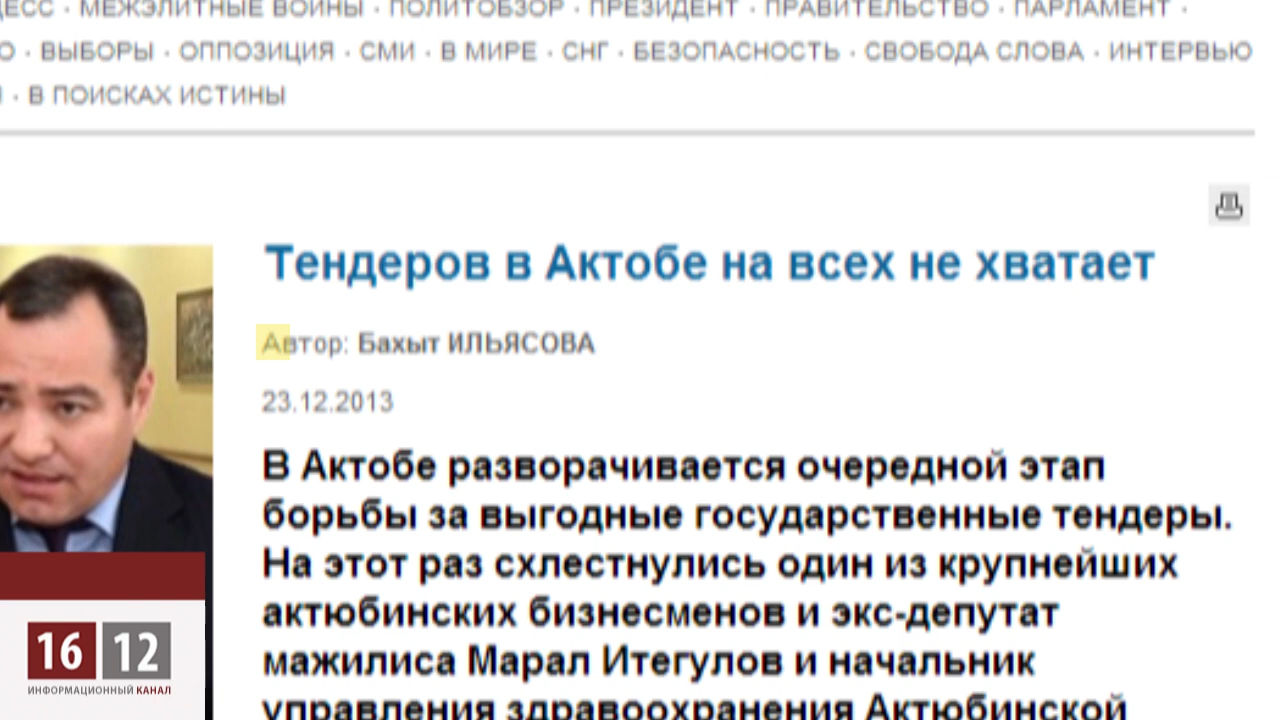 · МЕЖЭЛИТНЫЕ ВОЙНЫ · ПОЛИТОБЗОР · ПРЕЗИДЕНТ · ПРАВИТЕЛЬСТВО · ПАРЛАМЕНТ ·
· ВЫБОРЫ · ОППОЗИЦИЯ · СМИ · В МИРЕ · СНГ · БЕЗОПАСНОСТЬ · СВОБОДА СЛОВА · ИНТЕРВЬЮ
· В ПОИСКАХ ИСТИНЫ
Тендеров в Актобе на всех не хватает
Автор: Бахыт ИЛЬЯСОВА
23.12.2013
В Актобе разворачивается очередной этап
борьбы за выгодные государственные тендеры.
На этот раз схлестнулись один из крупнейших
актюбинских бизнесменов и экс-депутат
мажилиса Марал Итегулов и начальник
управления здравоохранения Актюбинской
16 12
ИНФОРМАЦИОННЫЙ КАНАЛ